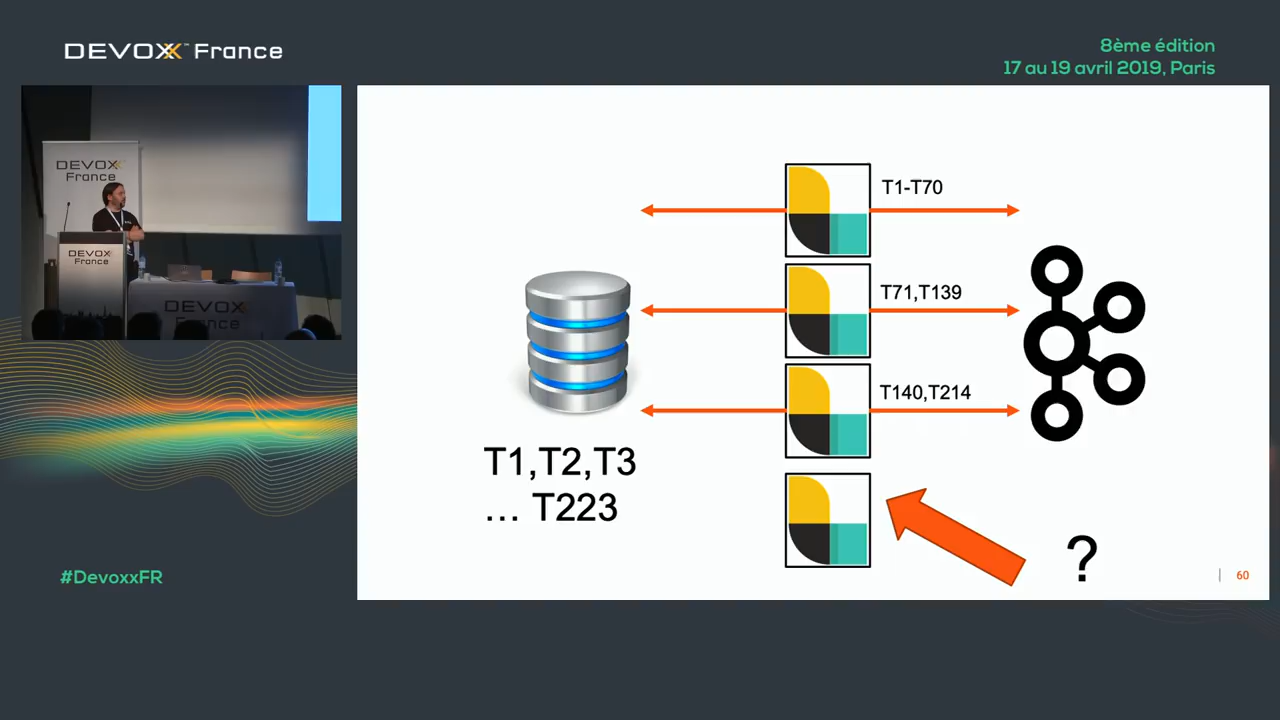 DEVOXX™ France
8ème édition
17 au 19 avril 2019, Paris
DEVOXX
France
DEVOXX
France
DEVOXX
France
T1-T70
T71,T139
T140,T214
T1,T2,T3
... T223
?
#DevoxxFR
60